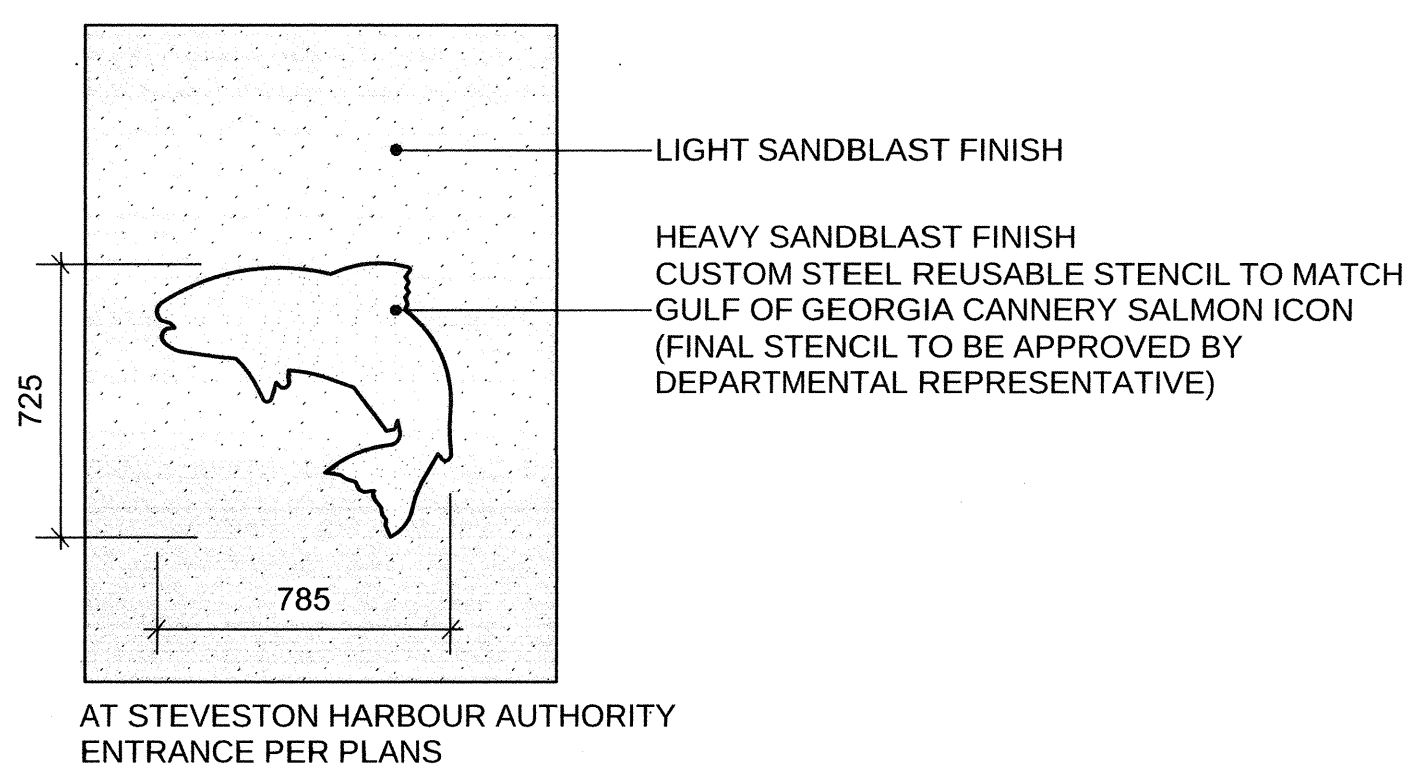 LIGHT SANDBLAST FINISH
HEAVY SANDBLAST FINISH
CUSTOM STEEL REUSABLE STENCIL TO MATCH
GULF OF GEORGIA CANNERY SALMON ICON
(FINAL STENCIL TO BE APPROVED BY
DEPARTMENTAL REPRESENTATIVE)
725
785
AT STEVESTON HARBOUR AUTHORITY
ENTRANCE PER PLANS